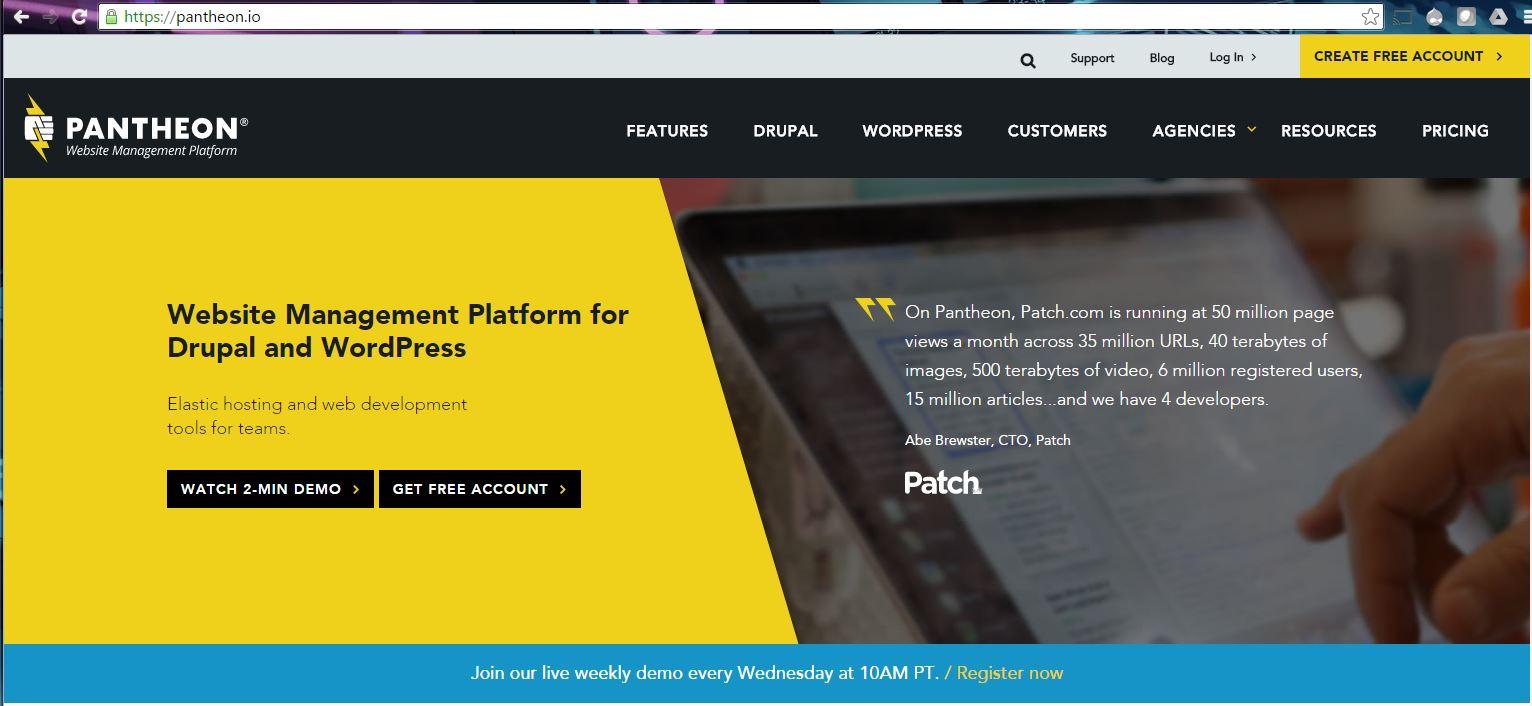 https://pantheon.io
Support Blog Log In > CREATE FREE ACCOUNT >
PANTHEON®
Website Management Platform
FEATURES DRUPAL WORDPRESS CUSTOMERS AGENCIES RESOURCES PRICING
Website Management Platform for
Drupal and WordPress
Elastic hosting and web development
tools for teams.
WATCH 2-MIN DEMO > GET FREE ACCOUNT >
On Pantheon, Patch.com is running at 50 million page
views a month across 35 million URLs, 40 terabytes of
images, 500 terabytes of video, 6 million registered users,
15 million articles...and we have 4 developers.
Abe Brewster, CTO, Patch
Patch
Join our live weekly demo every Wednesday at 10AM PT. / Register now